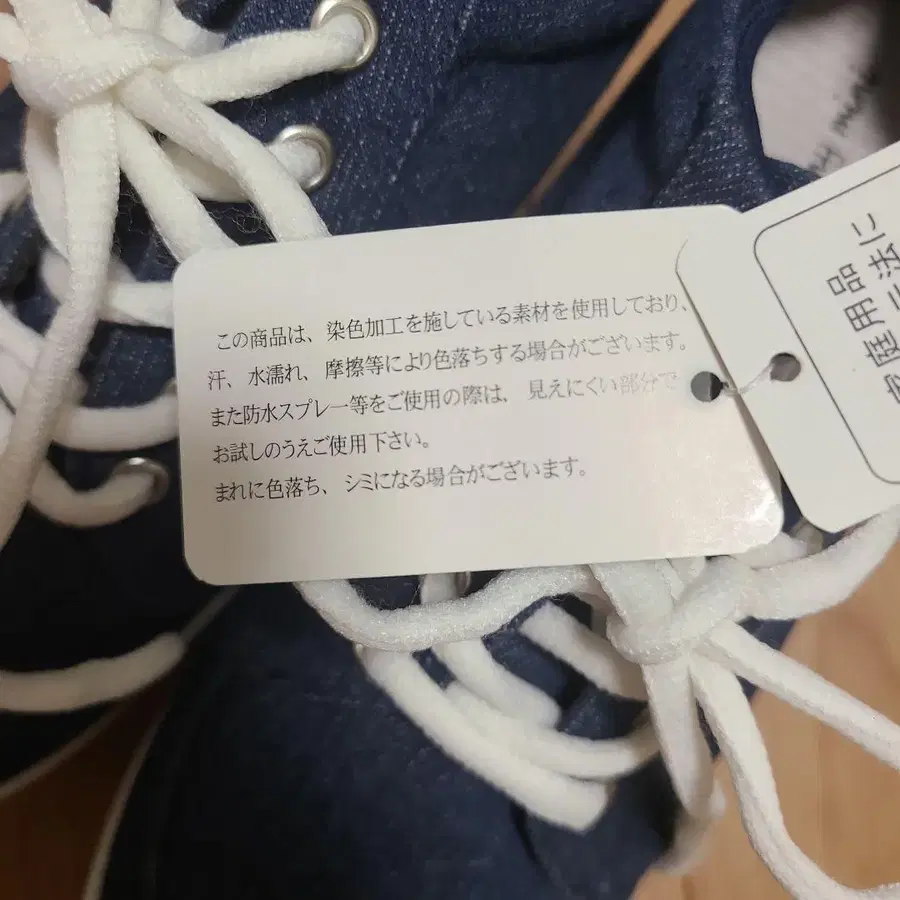 この商品は、染色加工を施している素材を使用しており、
汗、水濡れ、摩擦等により色落ちする場合がございます。
また防水スプレー等をご使用の際は、見えにくい部分で
お試しのうえご使用下さい。
まれに色落ち、シミになる場合がございます。
家庭用品
法に